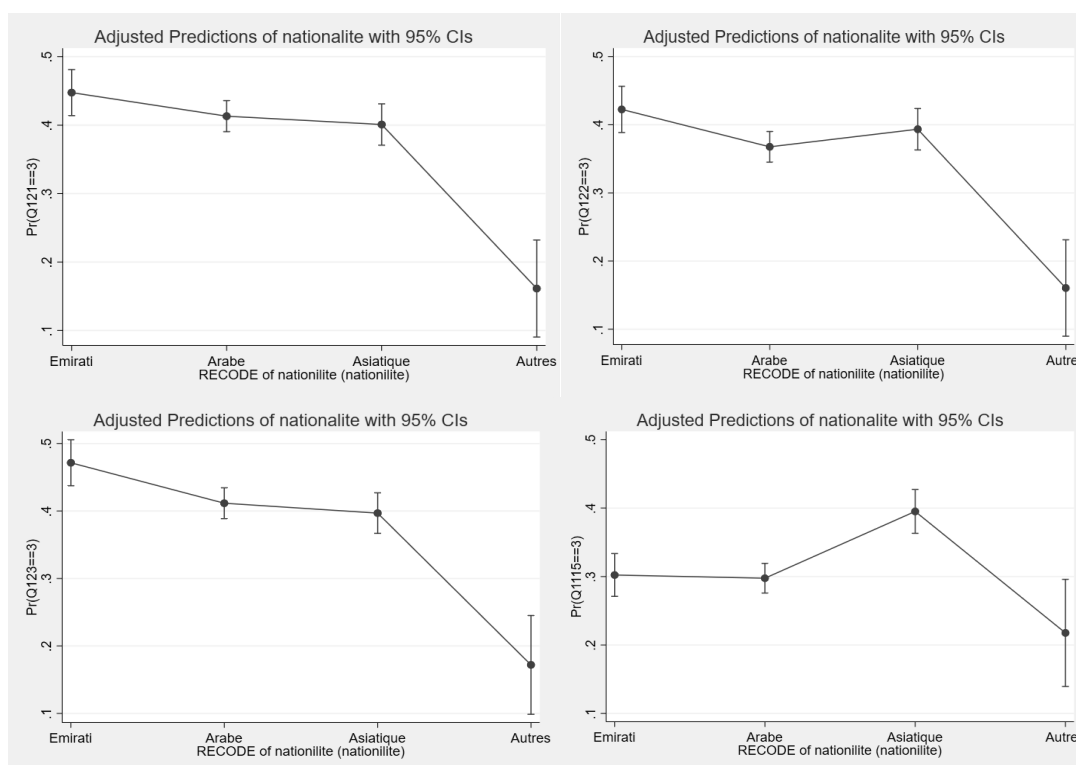 Adjusted Predictions of nationalite with 95% CIs
.5
.4
.3
.2
.1
Pr(Q121==3)
Emirati Arabe Asiatique Autres
RECODE of nationilite (nationilite)
Adjusted Predictions of nationalite with 95% CIs
.5
.4
.3
.2
.1
Pr(Q122==3)
Emirati Arabe Asiatique Autre
RECODE of nationilite (nationilite)
Adjusted Predictions of nationalite with 95% CIs
.5
.4
.3
.2
.1
Pr(Q123==3)
Emirati Arabe Asiatique Autres
RECODE of nationilite (nationilite)
Adjusted Predictions of nationalite with 95% CIs
.5
.4
.3
.2
.1
Pr(Q1115==3)
Emirati Arabe Asiatique Autre
RECODE of nationilite (nationilite)